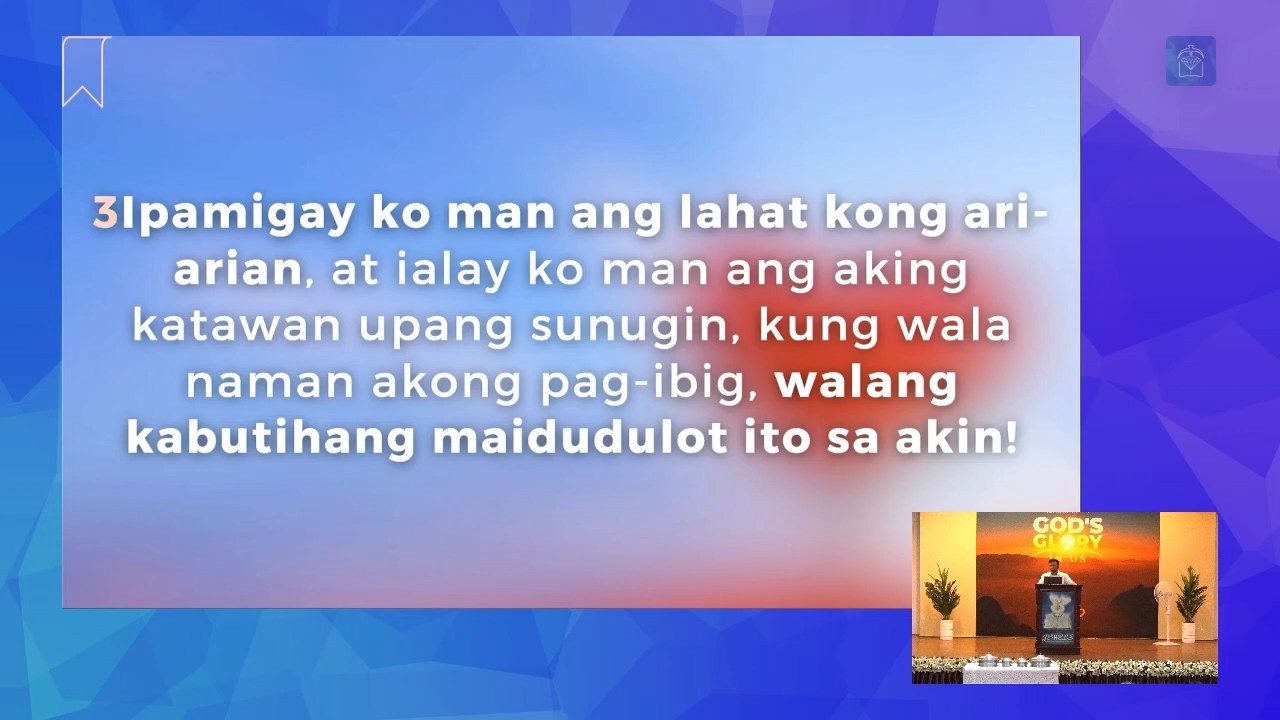 3Ipamigay ko man ang lahat kong ari-
arian, at ialay ko man ang aking
katawan upang sunugin, kung wala
naman akong pag-ibig, walang
kabutihang maidudulot ito sa akin!
GOD'S
GLORY
US